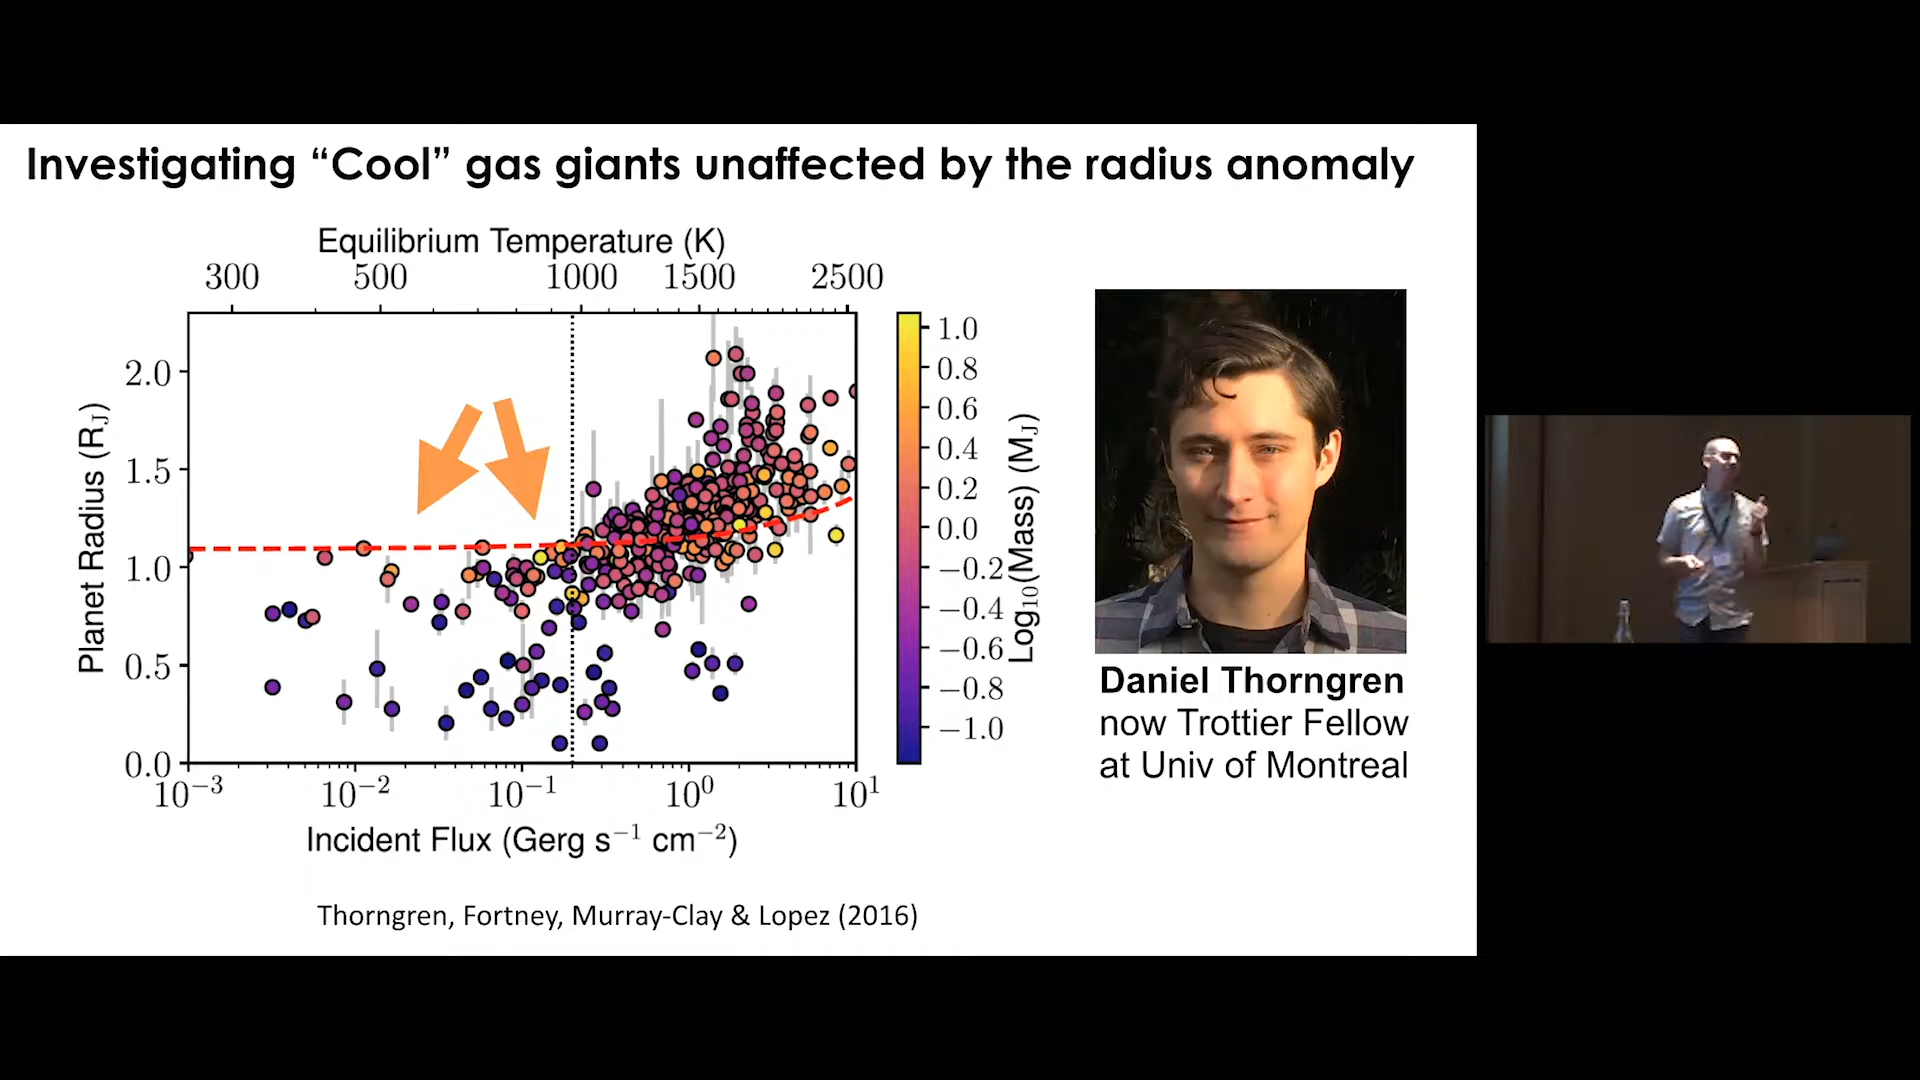 Investigating “Cool” gas giants unaffected by the radius anomaly
Equilibrium Temperature (K)
300 500 1000 1500 2500
2.0
1.5
1.0
0.5
0.0
Planet Radius (R_J)
10⁻³ 10⁻² 10⁻¹ 10⁰ 10¹
Incident Flux (Gerg s⁻¹ cm⁻²)
1.0
0.8
0.6
0.4
0.2
0.0
−0.2
−0.4
−0.6
−0.8
−1.0
Log₁₀(Mass) (M_J)
Daniel Thorngren
now Trottier Fellow
at Univ of Montreal
Thorngren, Fortney, Murray-Clay & Lopez (2016)